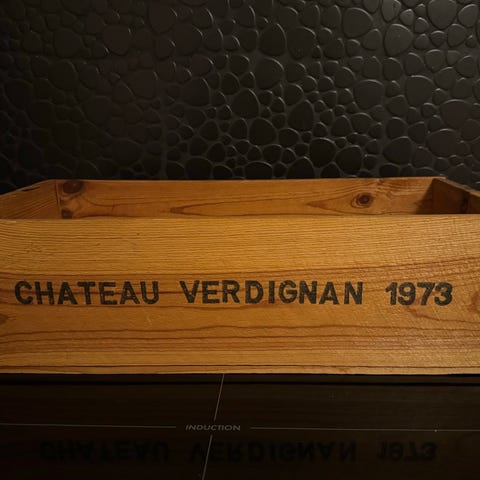 CHATEAU VERDIGNAN 1973
INDUCTION